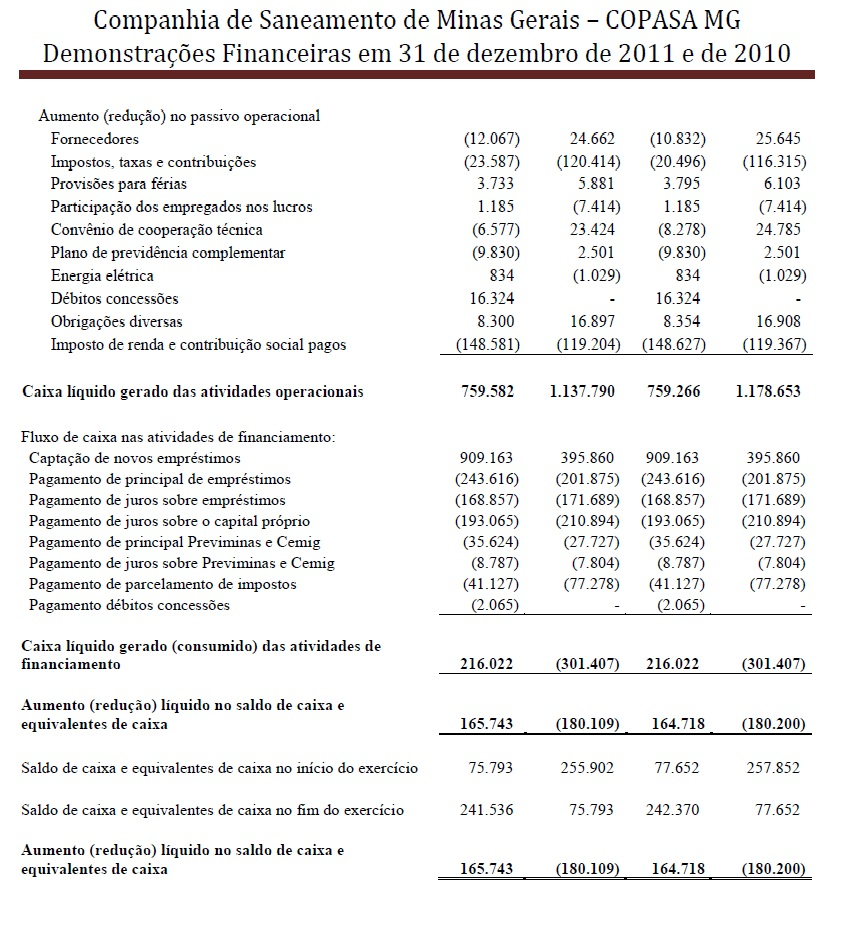 Companhia de Saneamento de Minas Gerais – COPASA MG
Demonstrações Financeiras em 31 de dezembro de 2011 e de 2010
Aumento (redução) no passivo operacional
Fornecedores (12.067) 24.662 (10.832) 25.645
Impostos, taxas e contribuições (23.587) (120.414) (20.496) (116.315)
Provisões para férias 3.733 5.881 3.795 6.103
Participação dos empregados nos lucros 1.185 (7.414) 1.185 (7.414)
Convênio de cooperação técnica (6.577) 23.424 (8.278) 24.785
Plano de previdência complementar (9.830) 2.501 (9.830) 2.501
Energia elétrica 834 (1.029) 834 (1.029)
Débitos concessões 16.324 - 16.324 -
Obrigações diversas 8.300 16.897 8.354 16.908
Imposto de renda e contribuição social pagos (148.581) (119.204) (148.627) (119.367)
Caixa líquido gerado das atividades operacionais 759.582 1.137.790 759.266 1.178.653
Fluxo de caixa nas atividades de financiamento:
Captação de novos empréstimos 909.163 395.860 909.163 395.860
Pagamento de principal de empréstimos (243.616) (201.875) (243.616) (201.875)
Pagamento de juros sobre empréstimos (168.857) (171.689) (168.857) (171.689)
Pagamento de juros sobre o capital próprio (193.065) (210.894) (193.065) (210.894)
Pagamento de principal Previminas e Cemig (35.624) (27.727) (35.624) (27.727)
Pagamento de juros sobre Previminas e Cemig (8.787) (7.804) (8.787) (7.804)
Pagamento de parcelamento de impostos (41.127) (77.278) (41.127) (77.278)
Pagamento débitos concessões (2.065) - (2.065) -
Caixa líquido gerado (consumido) das atividades de
financiamento 216.022 (301.407) 216.022 (301.407)
Aumento (redução) líquido no saldo de caixa e
equivalentes de caixa 165.743 (180.109) 164.718 (180.200)
Saldo de caixa e equivalentes de caixa no início do exercício 75.793 255.902 77.652 257.852
Saldo de caixa e equivalentes de caixa no fim do exercício 241.536 75.793 242.370 77.652
Aumento (redução) líquido no saldo de caixa e
equivalentes de caixa 165.743 (180.109) 164.718 (180.200)